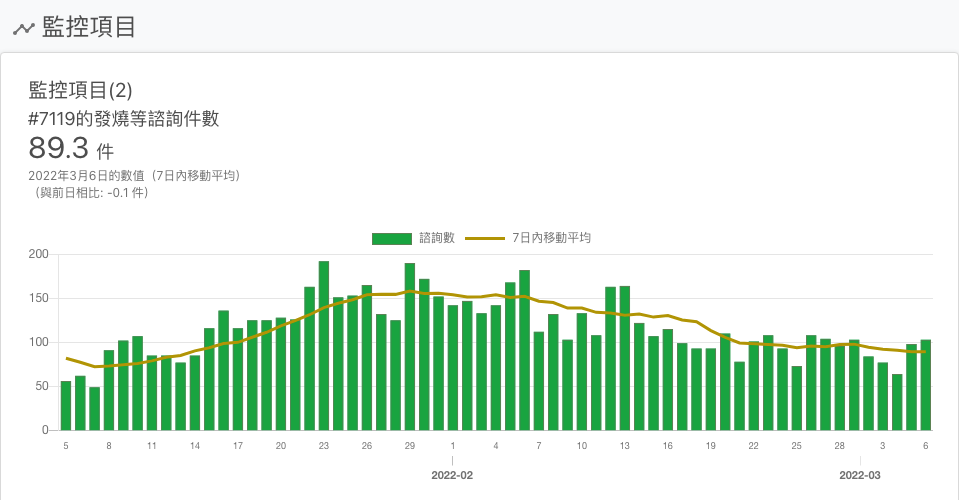 監控項目
監控項目(2)
#7119的發燒等諮詢件數
89.3 件
2022年3月6日的數值（7日內移動平均）
（與前日相比: -0.1 件）
諮詢數 7日內移動平均
200
150
100
50
0
5 8 11 14 17 20 23 26 29 1 4 7 10 13 16 19 22 25 28 3 6
2022-02 2022-03